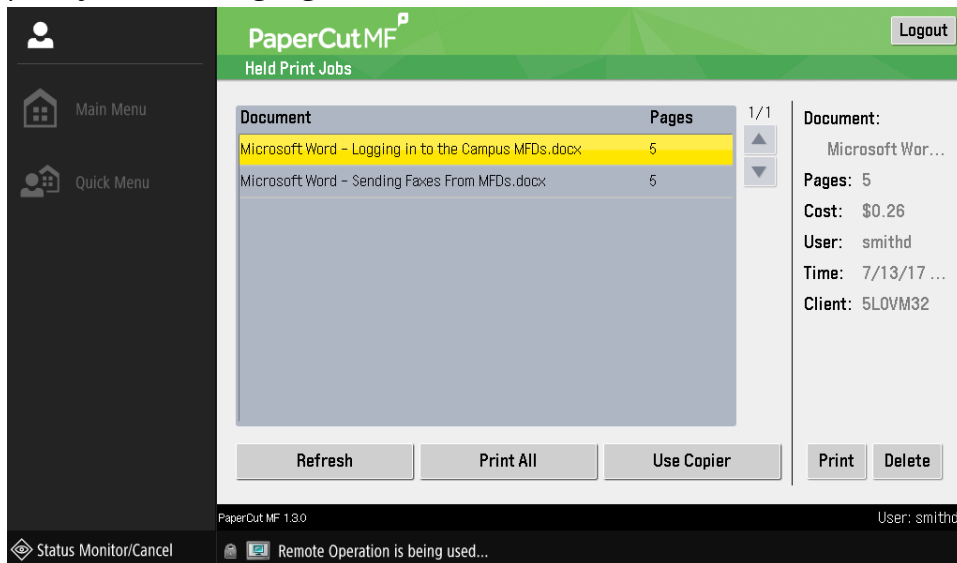 PaperCut MF
Logout
Held Print Jobs
Main Menu
Quick Menu
Document Pages 1/1
Microsoft Word - Logging in to the Campus MFDs.docx 5
Microsoft Word - Sending Faxes From MFDs.docx 5
Document:
Microsoft Wor...
Pages: 5
Cost: $0.26
User: smithd
Time: 7/13/17 ...
Client: 5L0VM32
Refresh Print All Use Copier Print Delete
PaperCut MF 1.3.0 User: smithd
Status Monitor/Cancel Remote Operation is being used...